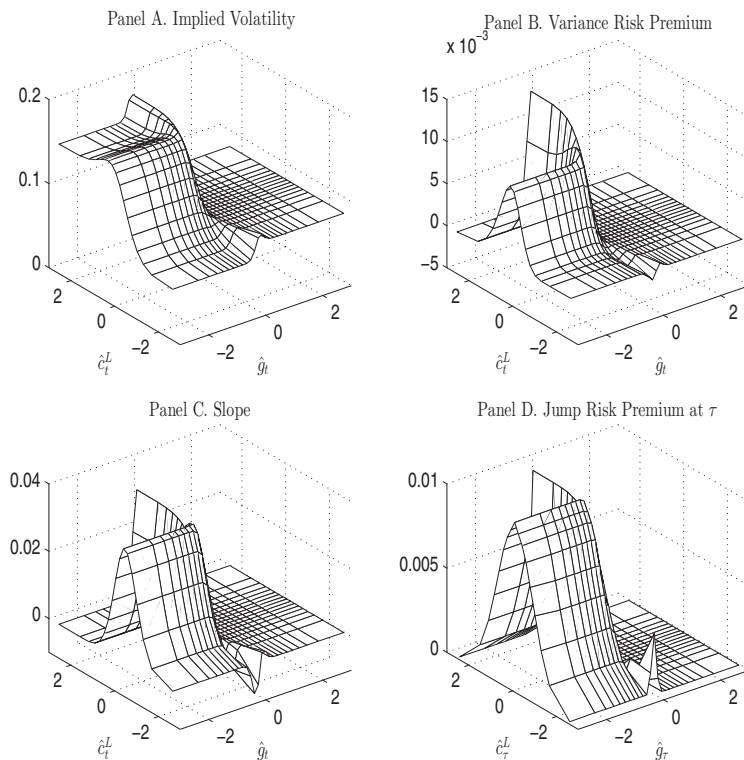 Panel A. Implied Volatility
0.2
0.1
0
2
0
−2
ĉ_t^L
−2
0
2
ĝ_t
Panel B. Variance Risk Premium
x 10^−3
15
10
5
0
−5
2
0
−2
ĉ_t^L
−2
0
2
ĝ_t
Panel C. Slope
0.04
0.02
0
2
0
−2
ĉ_t^L
−2
0
2
ĝ_t
Panel D. Jump Risk Premium at τ
0.01
0.005
0
2
0
−2
ĉ_τ^L
−2
0
2
ĝ_τ